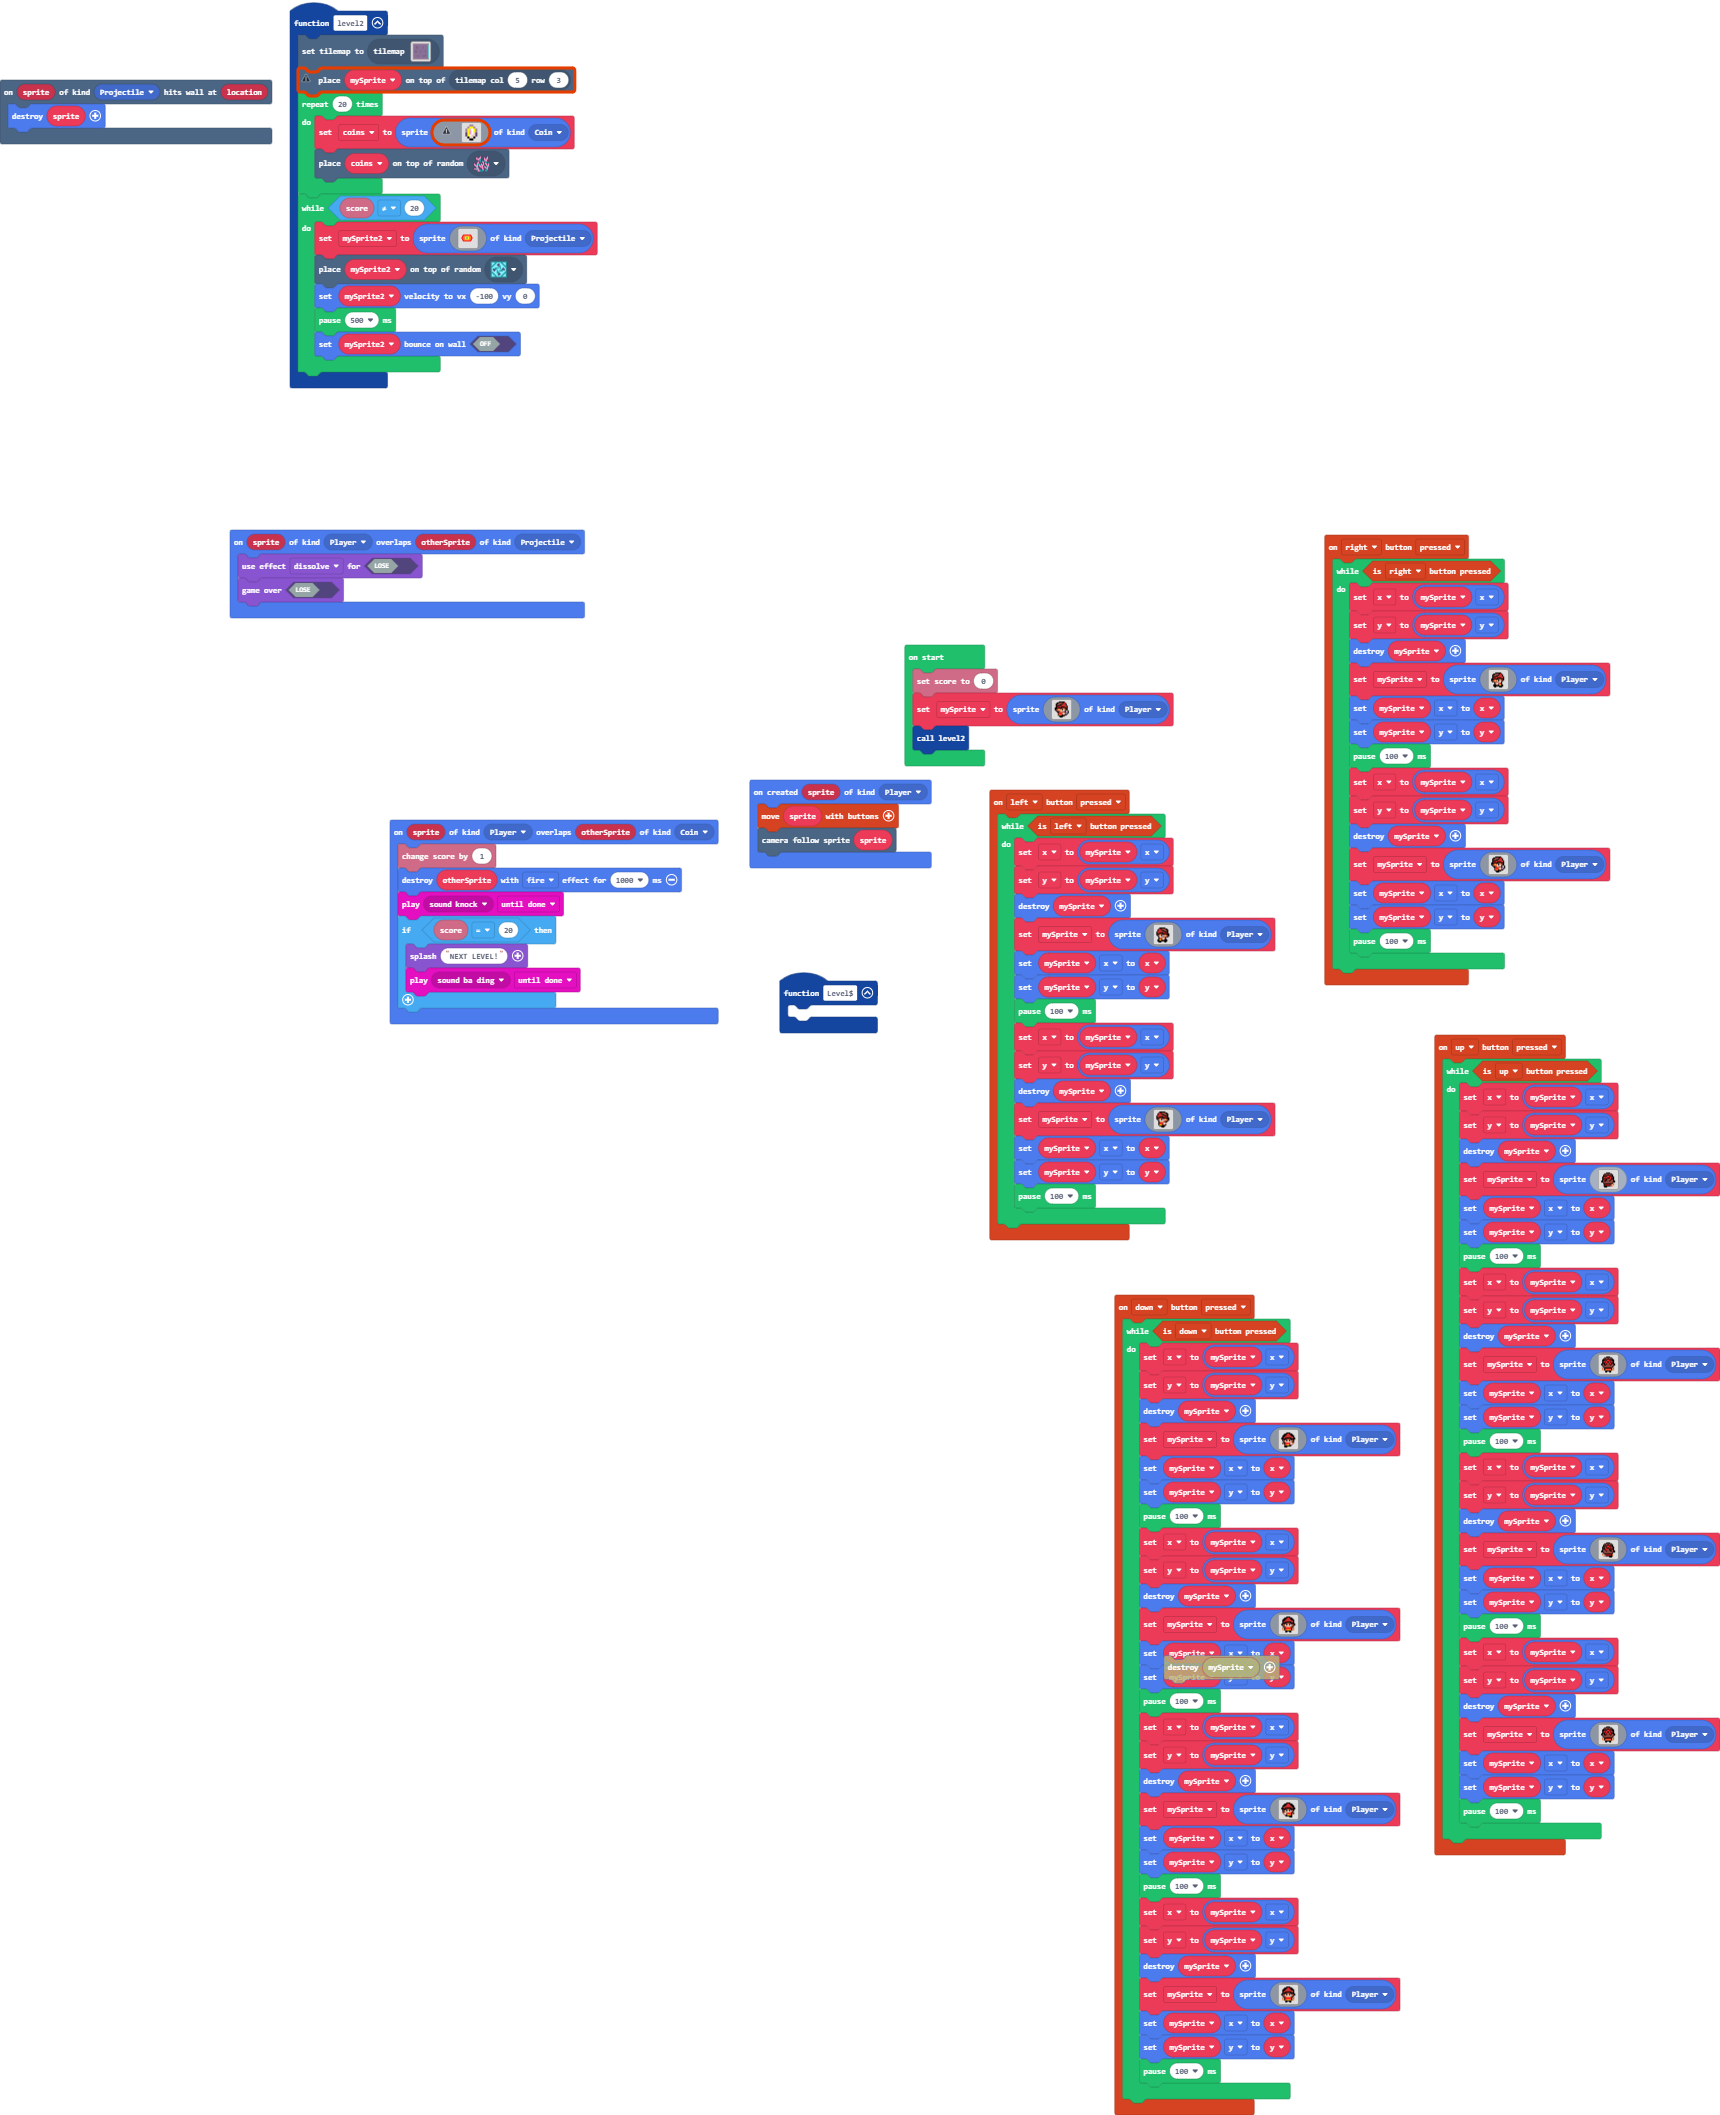 function level2
set tilemap to tilemap
place mySprite on top of tilemap col 5 row 3
repeat 20 times
do
set coins to sprite of kind Coin
place coins on top of random
while score ≠ 20
do
set mySprite2 to sprite of kind Projectile
place mySprite2 on top of random
set mySprite2 velocity to vx -100 vy 0
pause 500 ms
set mySprite2 bounce on wall OFF
on sprite of kind Projectile hits wall at location
destroy sprite
on sprite of kind Player overlaps otherSprite of kind Projectile
use effect dissolve for LOSE
game over LOSE
on start
set score to 0
set mySprite to sprite of kind Player
call level2
on created sprite of kind Player
move sprite with buttons
camera follow sprite sprite
on sprite of kind Player overlaps otherSprite of kind Coin
change score by 1
destroy otherSprite with fire effect for 1000 ms
play sound knock until done
if score = 20 then
splash "NEXT LEVEL!"
play sound ba ding until done
function Level$
on left button pressed
while is left button pressed
do
set x to mySprite x
set y to mySprite y
destroy mySprite
set mySprite to sprite of kind Player
set mySprite x to x
set mySprite y to y
pause 100 ms
set x to mySprite x
set y to mySprite y
destroy mySprite
set mySprite to sprite of kind Player
set mySprite x to x
set mySprite y to y
pause 100 ms
on right button pressed
while is right button pressed
do
set x to mySprite x
set y to mySprite y
destroy mySprite
set mySprite to sprite of kind Player
set mySprite x to x
set mySprite y to y
pause 100 ms
set x to mySprite x
set y to mySprite y
destroy mySprite
set mySprite to sprite of kind Player
set mySprite x to x
set mySprite y to y
pause 100 ms
on up button pressed
while is up button pressed
do
set x to mySprite x
set y to mySprite y
destroy mySprite
set mySprite to sprite of kind Player
set mySprite x to x
set mySprite y to y
pause 100 ms
set x to mySprite x
set y to mySprite y
destroy mySprite
set mySprite to sprite of kind Player
set mySprite x to x
set mySprite y to y
pause 100 ms
set x to mySprite x
set y to mySprite y
destroy mySprite
set mySprite to sprite of kind Player
set mySprite x to x
set mySprite y to y
pause 100 ms
set x to mySprite x
set y to mySprite y
destroy mySprite
set mySprite to sprite of kind Player
set mySprite x to x
set mySprite y to y
pause 100 ms
on down button pressed
while is down button pressed
do
set x to mySprite x
set y to mySprite y
destroy mySprite
set mySprite to sprite of kind Player
set mySprite x to x
set mySprite y to y
pause 100 ms
set x to mySprite x
set y to mySprite y
destroy mySprite
set mySprite to sprite of kind Player
set mySprite x to x
destroy mySprite
set y
pause 100 ms
set x to mySprite x
set y to mySprite y
destroy mySprite
set mySprite to sprite of kind Player
set mySprite x to x
set mySprite y to y
pause 100 ms
set x to mySprite x
set y to mySprite y
destroy mySprite
set mySprite to sprite of kind Player
set mySprite x to x
set mySprite y to y
pause 100 ms